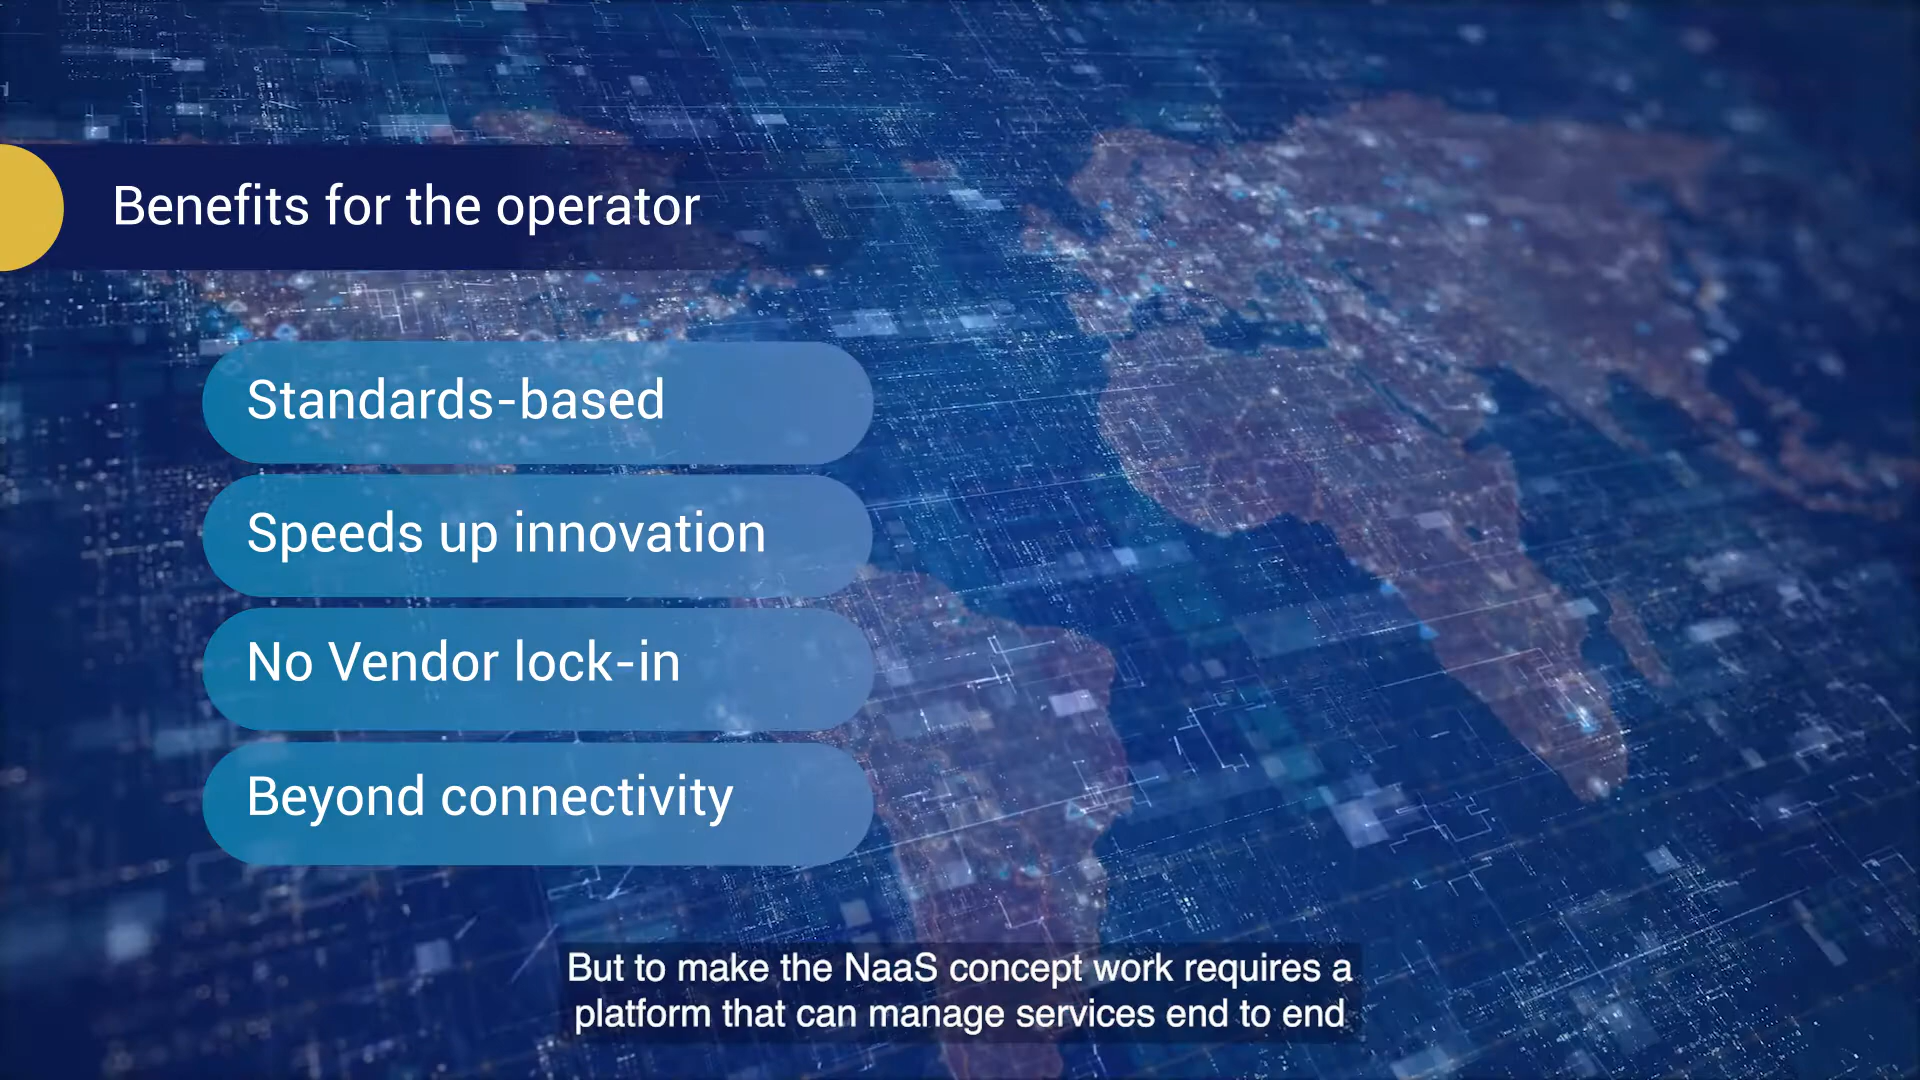 Benefits for the operator
Standards-based
Speeds up innovation
No Vendor lock-in
Beyond connectivity
But to make the NaaS concept work requires a
platform that can manage services end to end